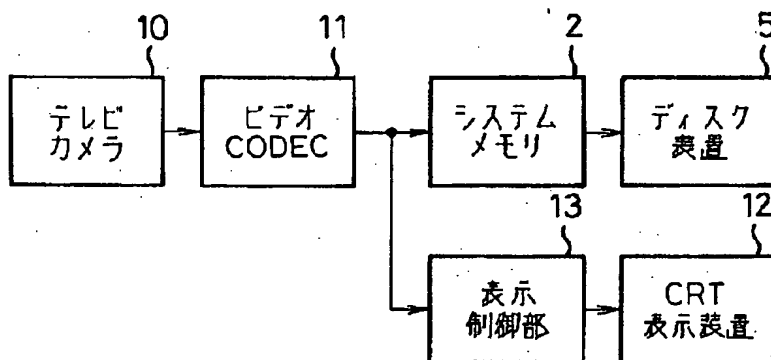 10
11
2
5
テレビ
カメラ
ビデオ
CODEC
システム
メモリ
ディスク
装置
13
12
表示
制御部
CRT
表示装置